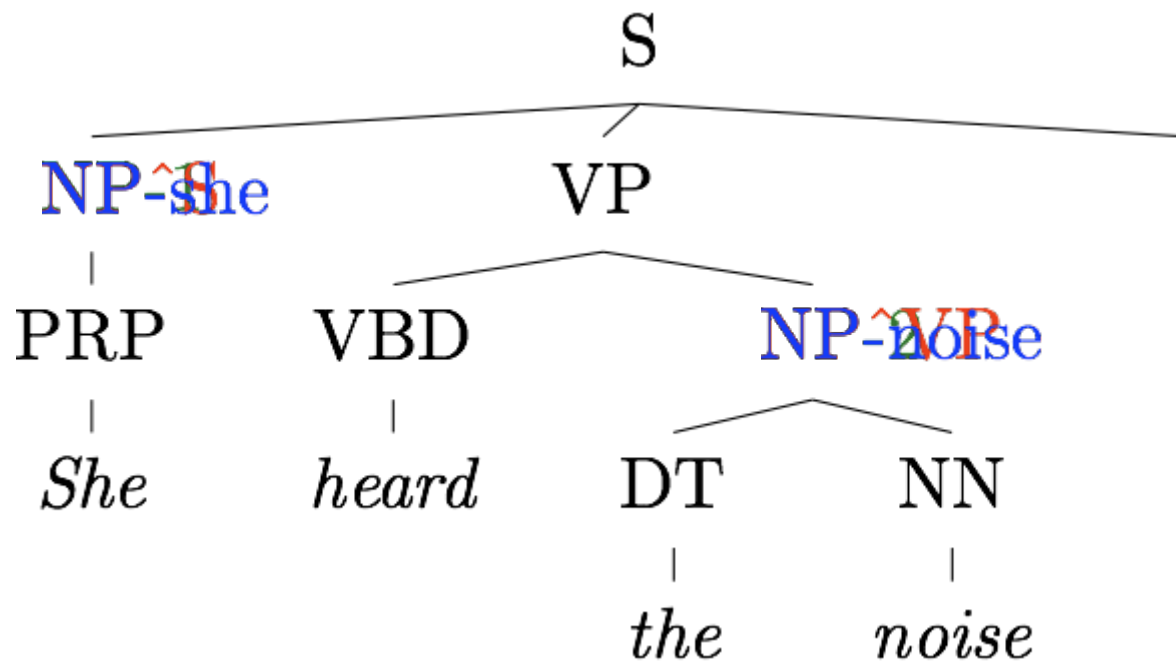 S
NP-she VP
PRP VBD NP-noise
She heard DT NN
the noise